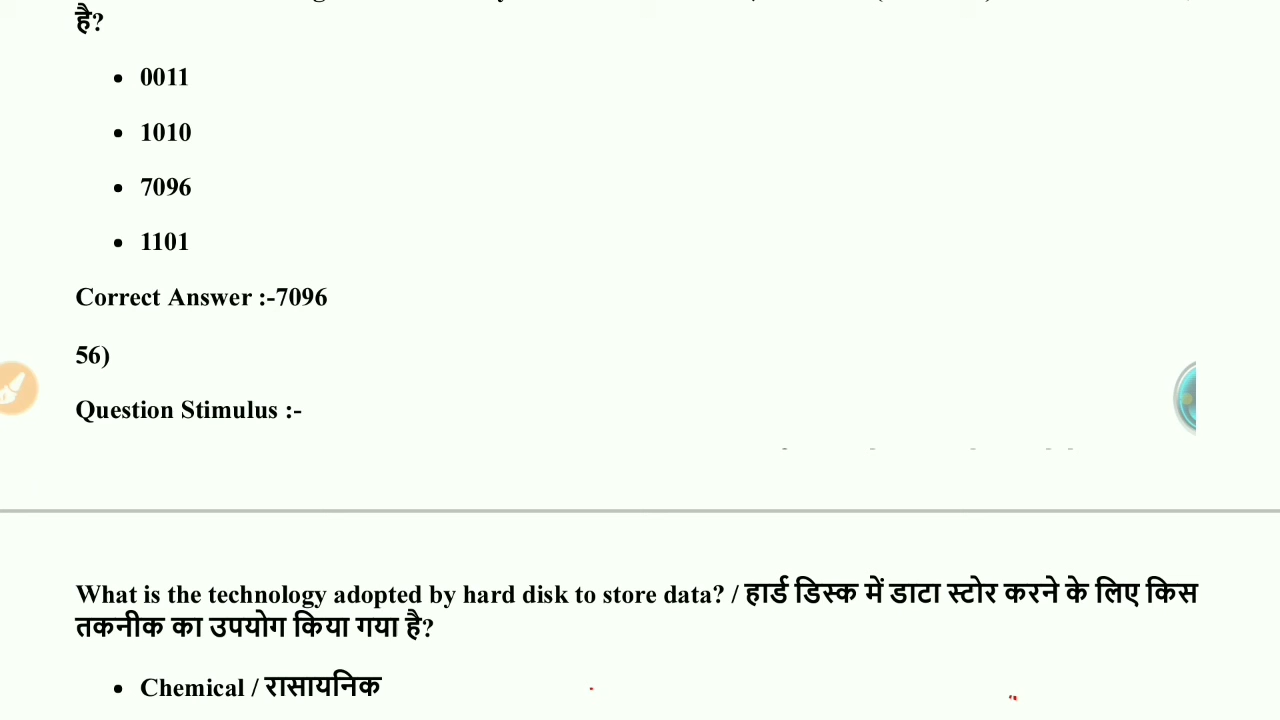 है?
• 0011
• 1010
• 7096
• 1101
Correct Answer :-7096
56)
Question Stimulus :-
What is the technology adopted by hard disk to store data? / हार्ड डिस्क में डाटा स्टोर करने के लिए किस
तकनीक का उपयोग किया गया है?
• Chemical / रासायनिक